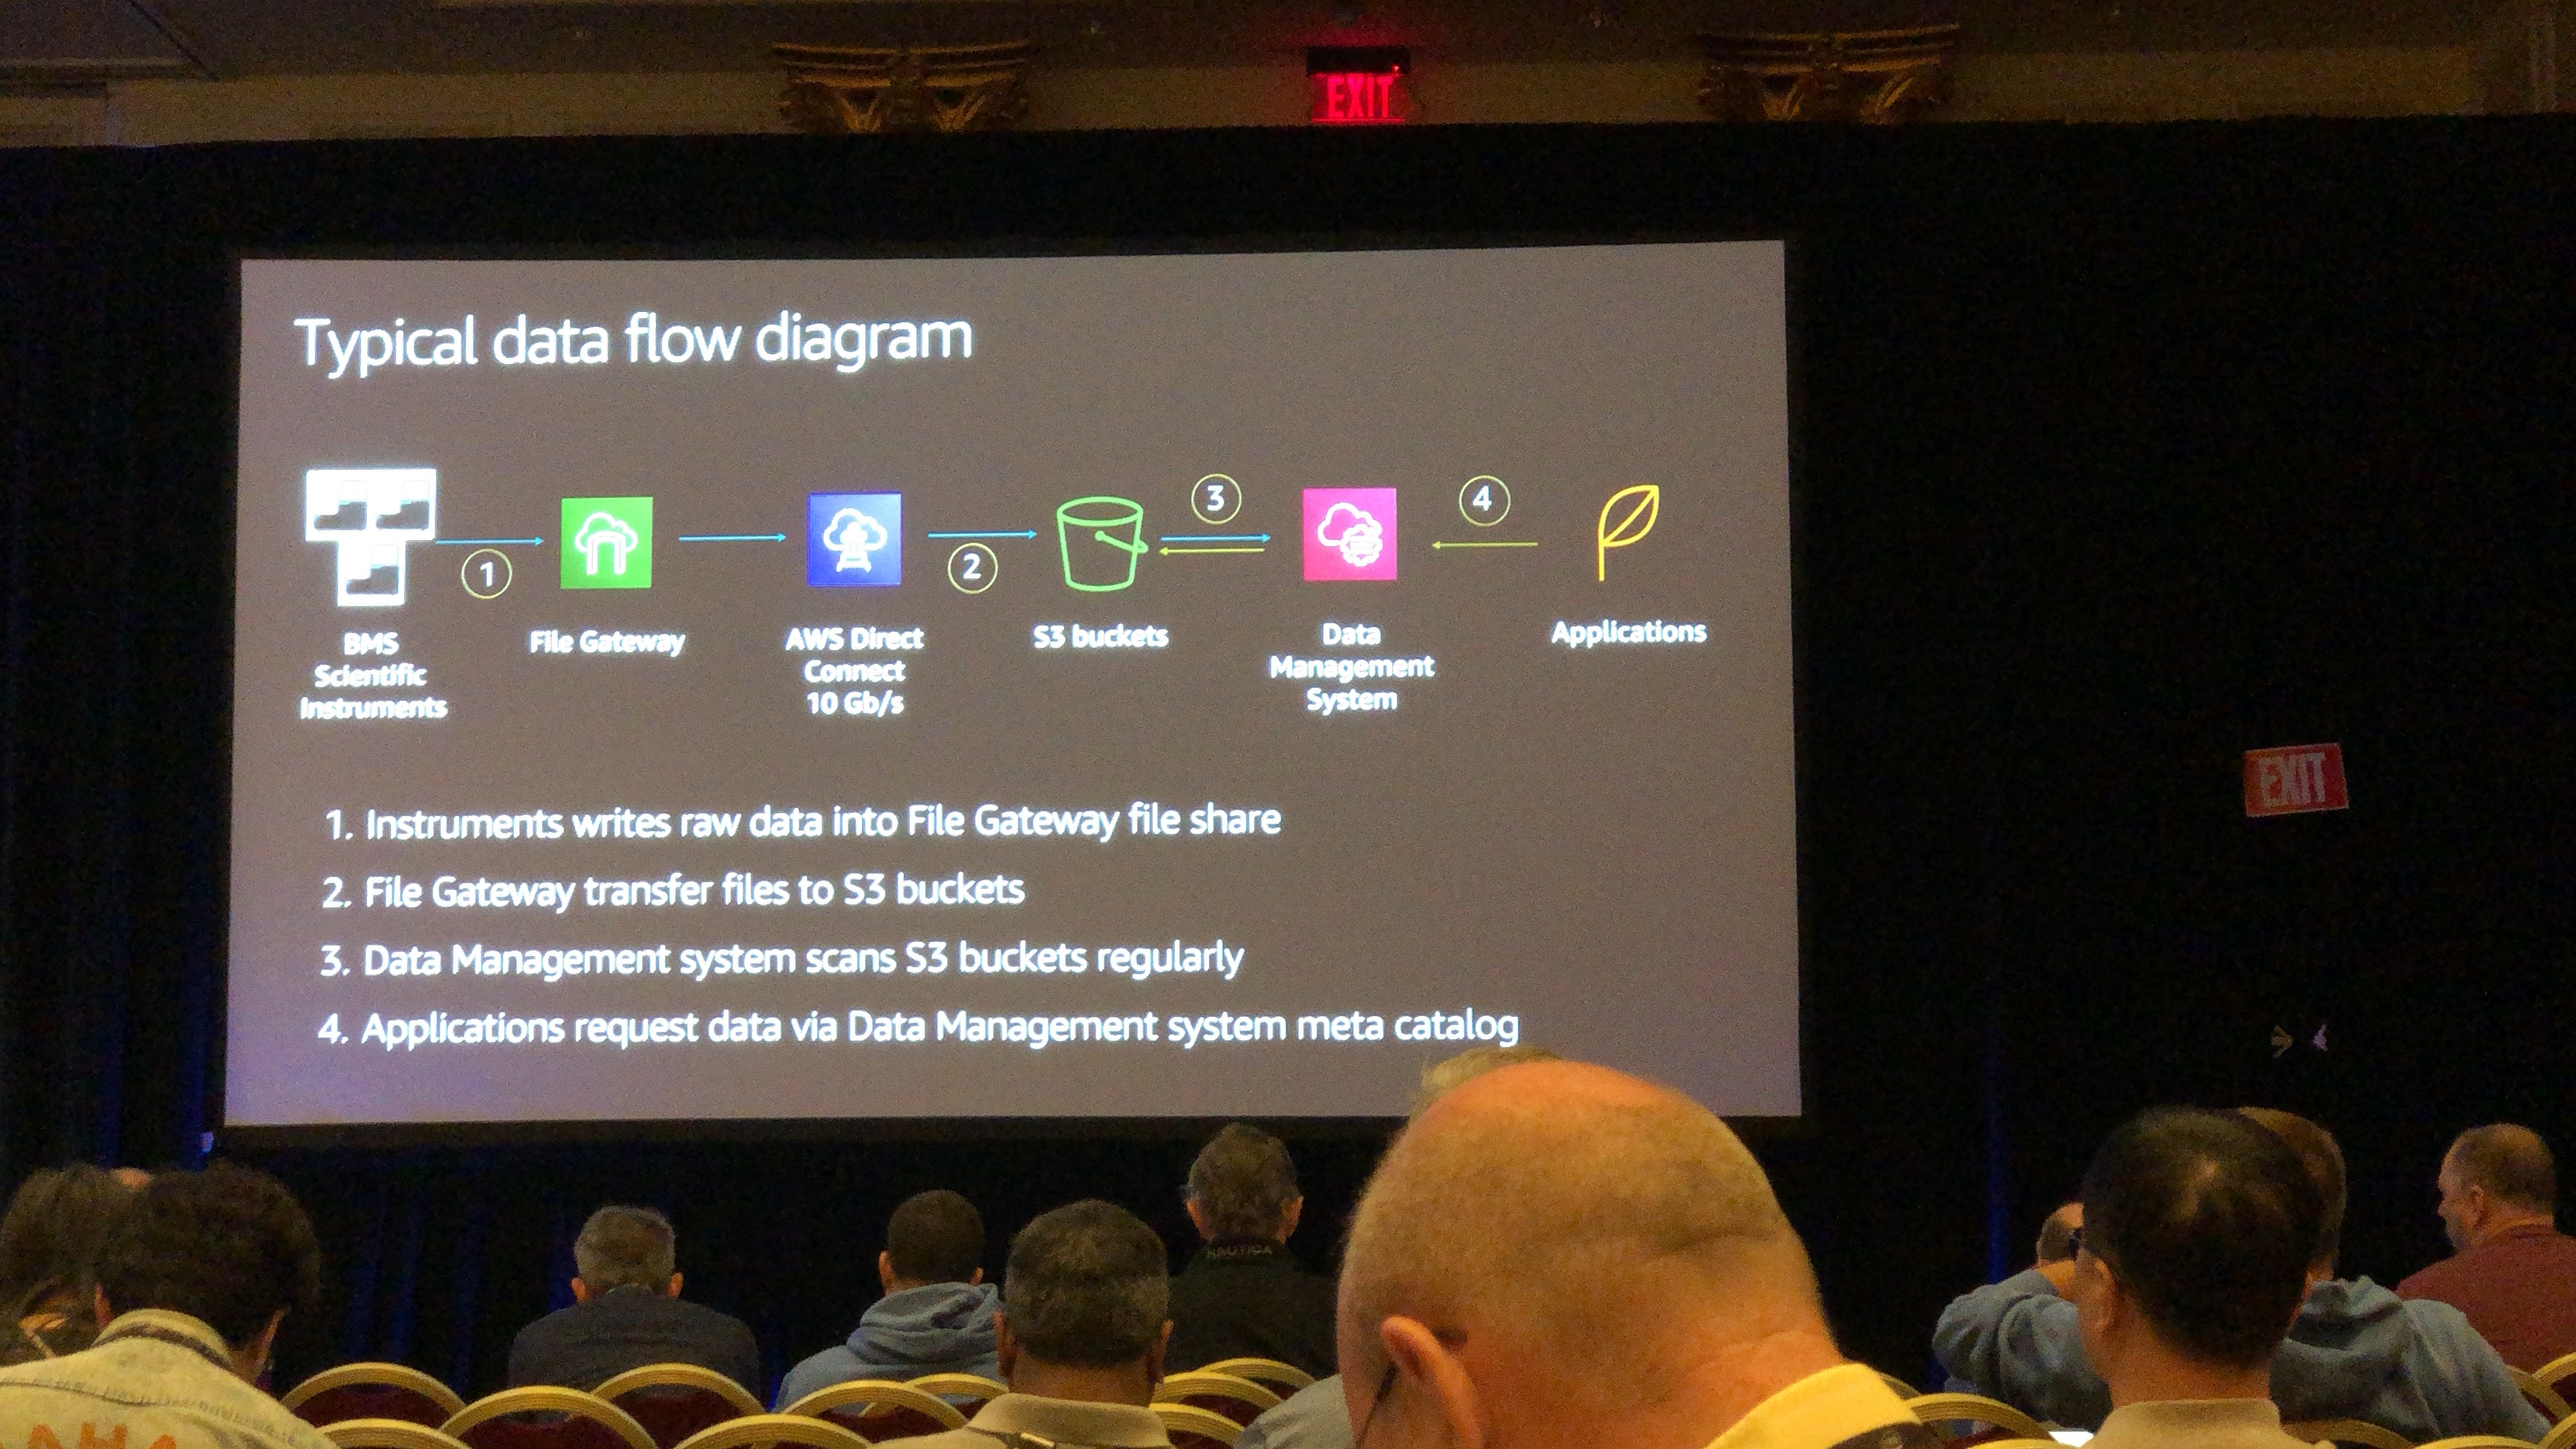 EXIT
Typical data flow diagram
1
2
3
4
BMS
Scientific
Instruments
File Gateway
AWS Direct
Connect
10 Gb/s
S3 buckets
Data
Management
System
Applications
1. Instruments writes raw data into File Gateway file share
2. File Gateway transfer files to S3 buckets
3. Data Management system scans S3 buckets regularly
4. Applications request data via Data Management system meta catalog
EXIT
NAUTICA